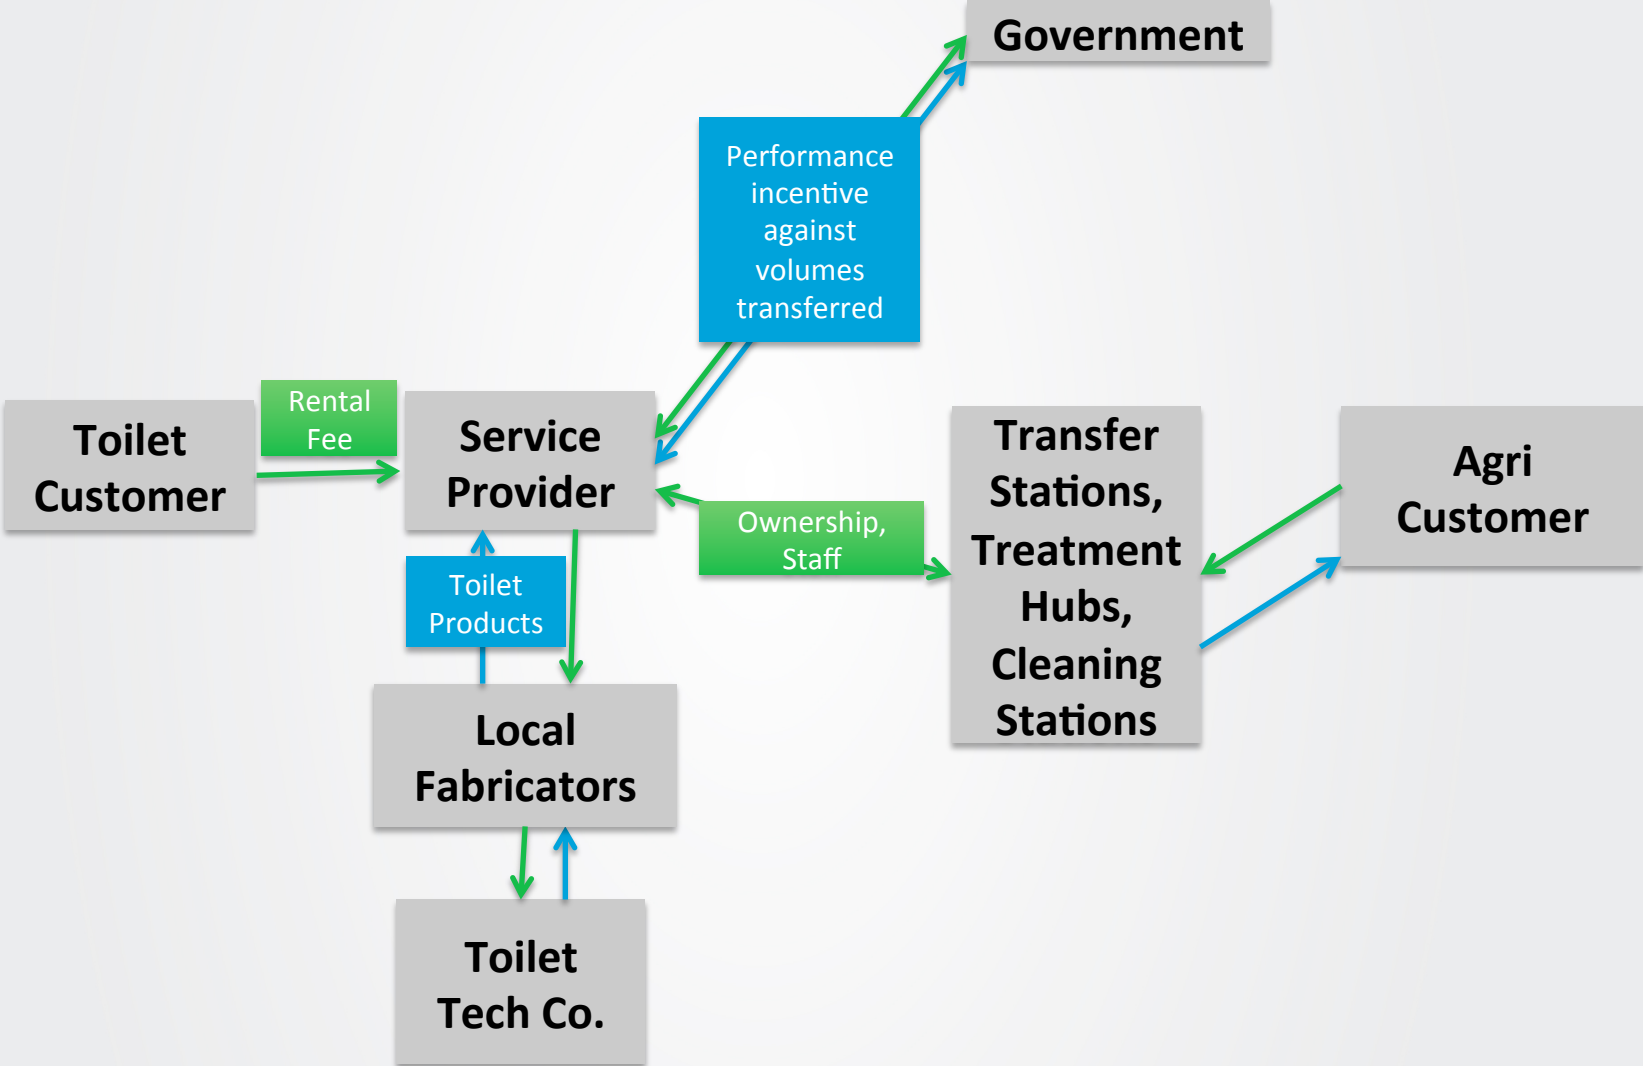 Government
Performance
incentive
against
volumes
transferred
Toilet
Customer
Rental
Fee
Service
Provider
Ownership,
Staff
Transfer
Stations,
Treatment
Hubs,
Cleaning
Stations
Agri
Customer
Toilet
Products
Local
Fabricators
Toilet
Tech Co.